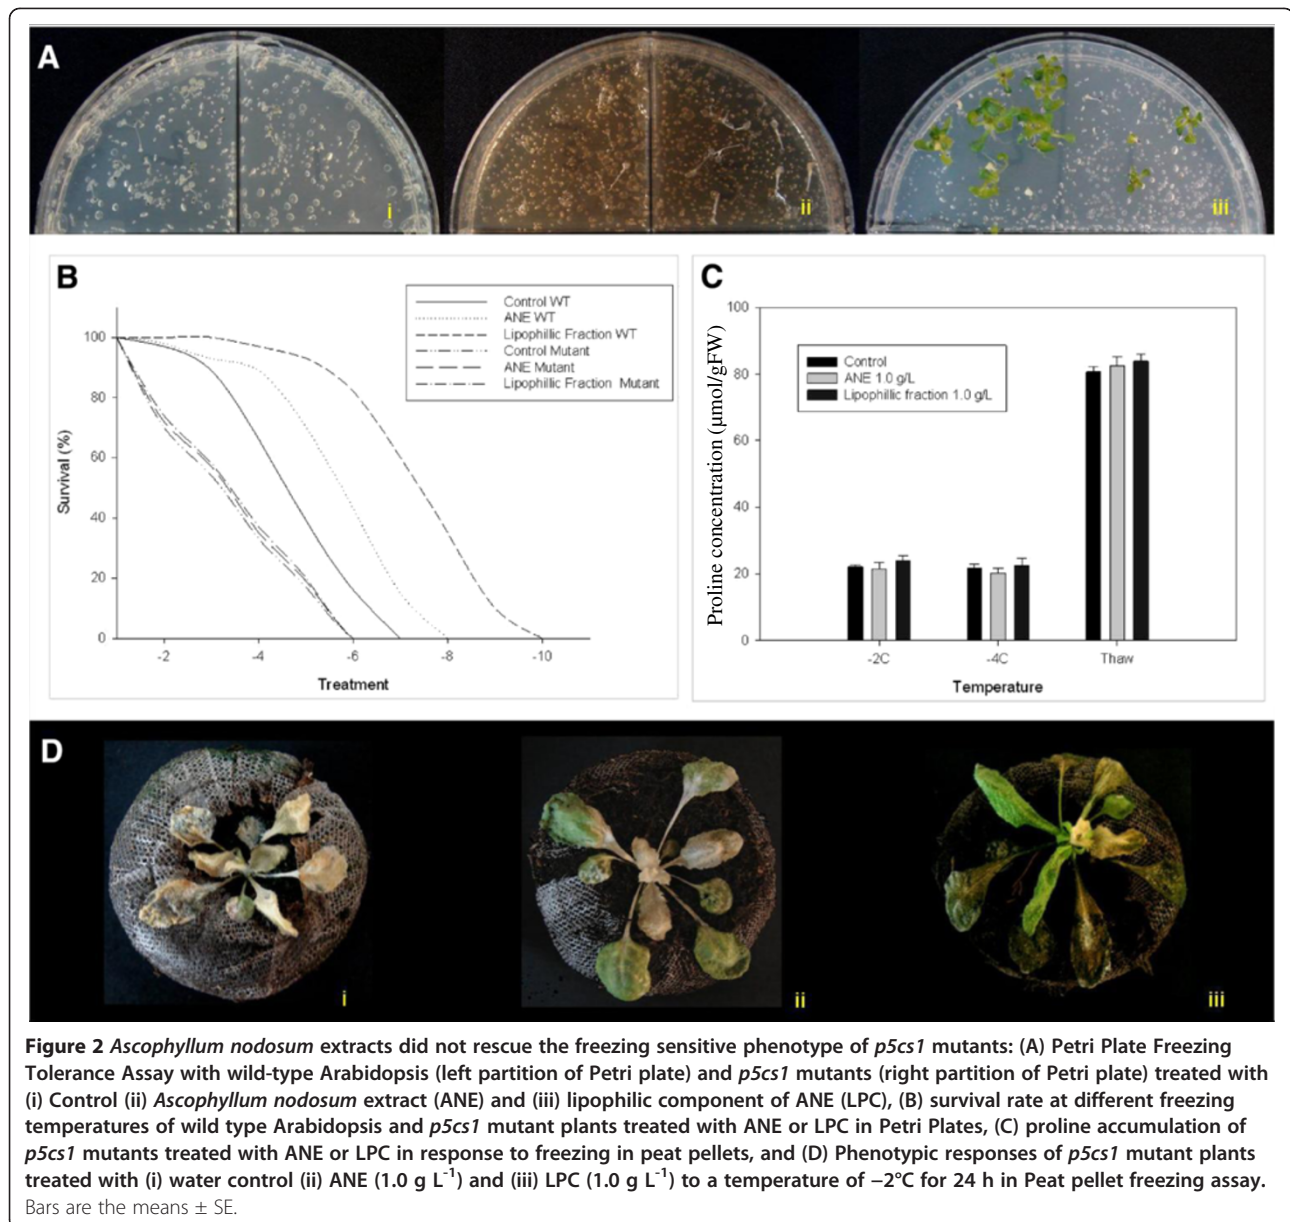 A
i
ii
iii
B
Control WT
ANE WT
Lipophillic Fraction WT
Control Mutant
ANE Mutant
Lipophillic Fraction Mutant
Survival (%)
100
80
60
40
20
0
-2
-4
-6
-8
-10
Treatment
C
Control
ANE 1.0 g/L
Lipophillic fraction 1.0 g/L
Proline concentration (µmol/gFW)
100
80
60
40
20
0
-2C
-4C
Thaw
Temperature
D
i
ii
iii
Figure 2 Ascophyllum nodosum extracts did not rescue the freezing sensitive phenotype of p5cs1 mutants: (A) Petri Plate Freezing
Tolerance Assay with wild-type Arabidopsis (left partition of Petri plate) and p5cs1 mutants (right partition of Petri plate) treated with
(i) Control (ii) Ascophyllum nodosum extract (ANE) and (iii) lipophilic component of ANE (LPC), (B) survival rate at different freezing
temperatures of wild type Arabidopsis and p5cs1 mutant plants treated with ANE or LPC in Petri Plates, (C) proline accumulation of
p5cs1 mutants treated with ANE or LPC in response to freezing in peat pellets, and (D) Phenotypic responses of p5cs1 mutant plants
treated with (i) water control (ii) ANE (1.0 g L⁻¹) and (iii) LPC (1.0 g L⁻¹) to a temperature of −2°C for 24 h in Peat pellet freezing assay.
Bars are the means ± SE.